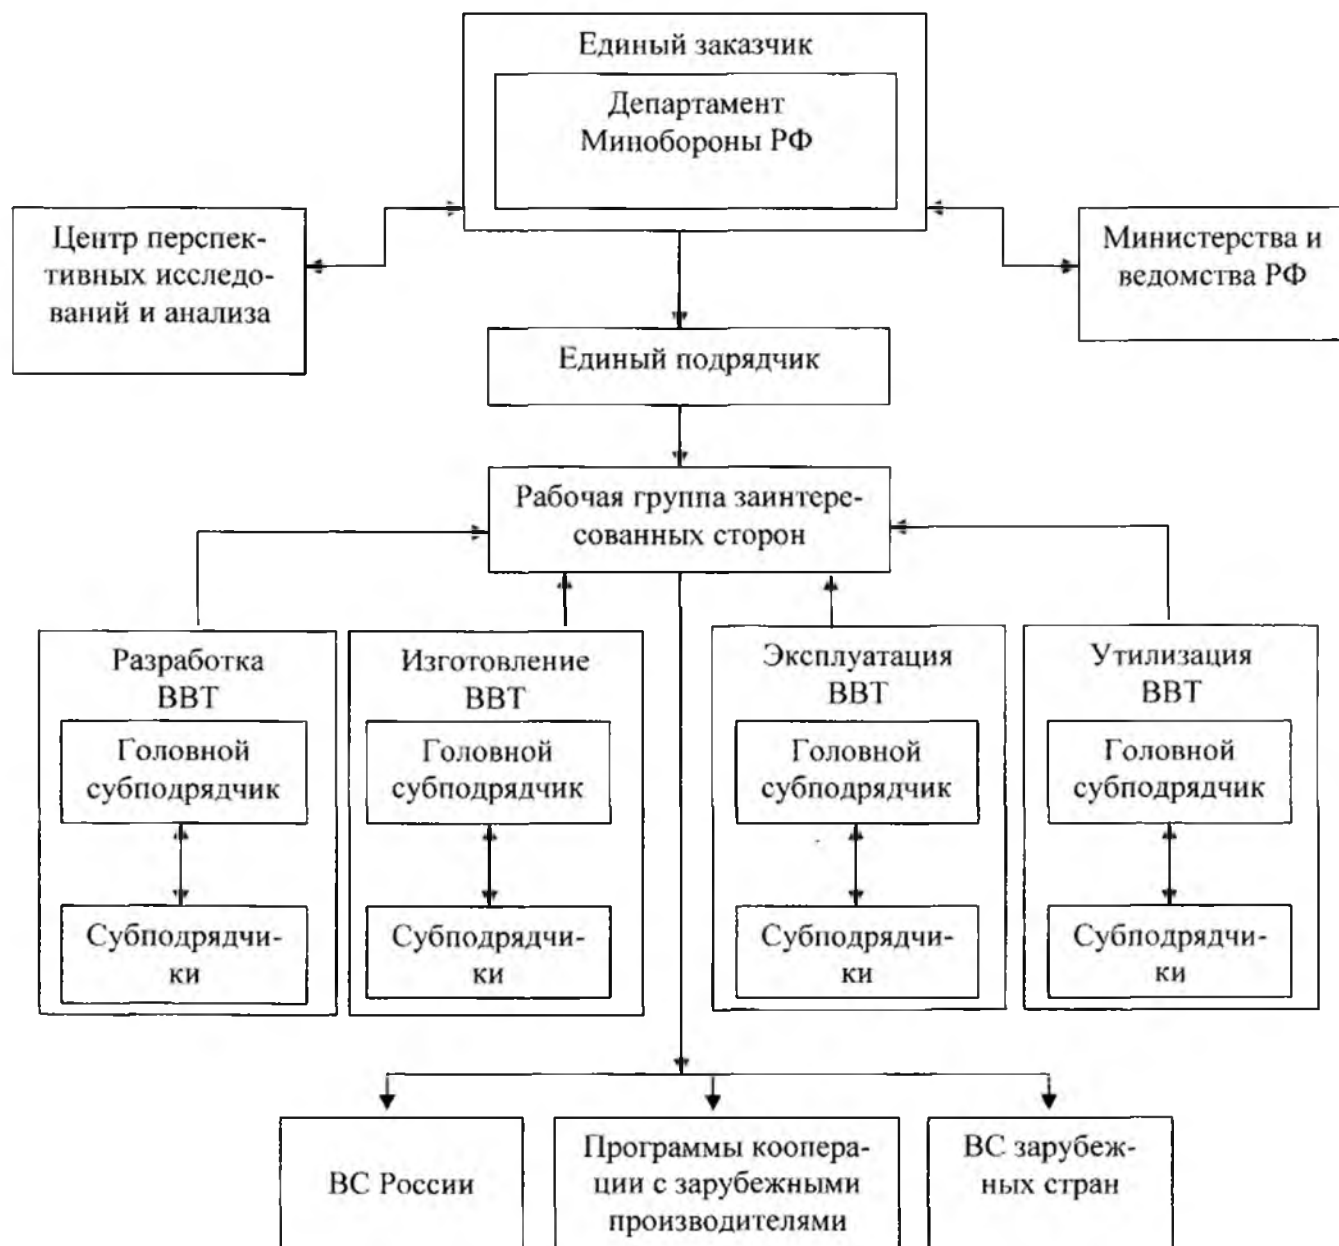 Единый заказчик
Департамент
Минобороны РФ
Центр перспек-
тивных исследо-
ваний и анализа
Министерства и
ведомства РФ
Единый подрядчик
Рабочая группа заинтере-
сованных сторон
Разработка
ВВТ
Головной
субподрядчик
Субподрядчи-
ки
Изготовление
ВВТ
Головной
субподрядчик
Субподрядчи-
ки
Эксплуатация
ВВТ
Головной
субподрядчик
Субподрядчи-
ки
Утилизация
ВВТ
Головной
субподрядчик
Субподрядчи-
ки
ВС России
Программы коопера-
ции с зарубежными
производителями
ВС зарубеж-
ных стран